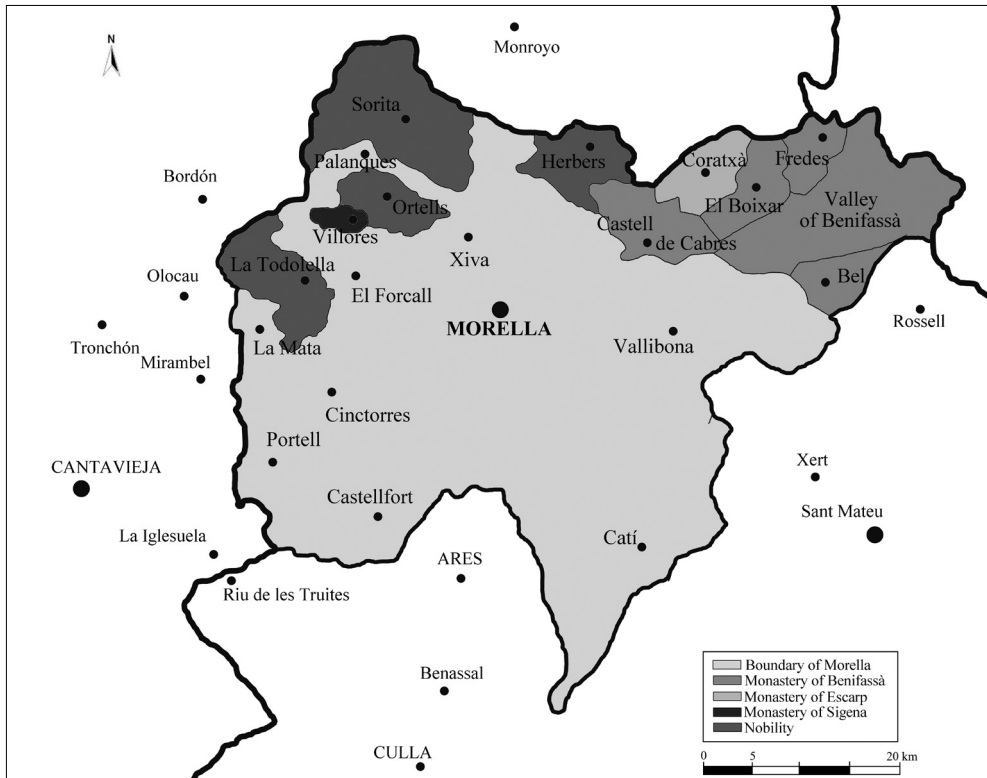 N
Monroyo
Sorita
Palanques
Herbers
Coratxà
Fredes
Bordón
Ortells
El Boixar
Valley
of Benifassà
Villores
Castell
de Cabres
Xiva
La Todolella
El Forcall
Bel
Olocau
MORELLA
Rossell
Tronchón
La Mata
Vallibona
Mirambel
Cinctorres
Portell
CANTAVIEJA
Xert
Castellfort
Sant Mateu
La Iglesuela
Catí
ARES
Riu de les Truites
Benassal
CULLA
Boundary of Morella
Monastery of Benifassà
Monastery of Escarp
Monastery of Sigena
Nobility
0 5 20 km